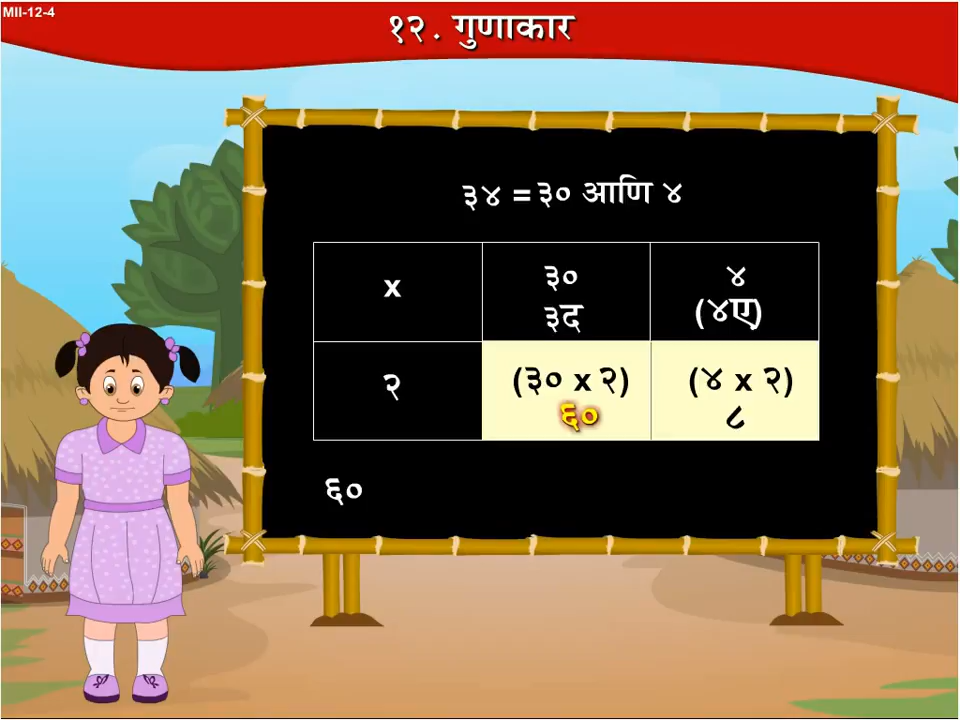 MII-12-4
१२. गुणाकार
३४ = ३० आणि ४
x ३० ४
३द (४ए)
२ (३० x २) (४ x २)
६० ८
६०